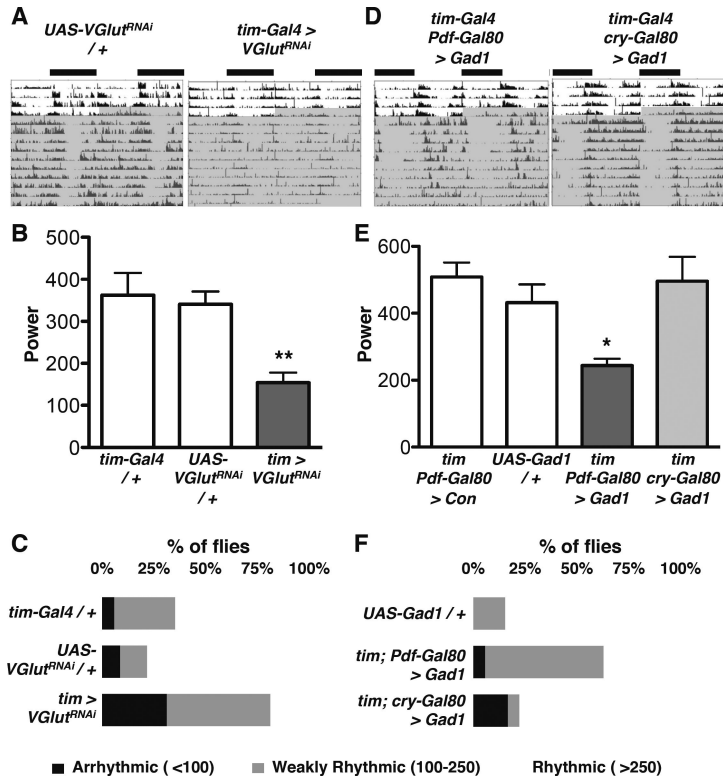 A
UAS-VGlut^RNAi
/ +
tim-Gal4 >
VGlut^RNAi
D
tim-Gal4
Pdf-Gal80
> Gad1
tim-Gal4
cry-Gal80
> Gad1
B
Power
500
400
300
200
100
0
**
tim-Gal4
/ +
UAS-
VGlut^RNAi
/ +
tim >
VGlut^RNAi
E
Power
600
400
200
0
*
tim
Pdf-Gal80
> Con
UAS-Gad1
/ +
tim
Pdf-Gal80
> Gad1
tim
cry-Gal80
> Gad1
C
% of flies
0% 25% 50% 75% 100%
tim-Gal4 / +
UAS-
VGlut^RNAi / +
tim >
VGlut^RNAi
F
% of flies
0% 25% 50% 75% 100%
UAS-Gad1 / +
tim; Pdf-Gal80
> Gad1
tim; cry-Gal80
> Gad1
Arrhythmic ( <100) Weakly Rhythmic (100-250) Rhythmic ( >250)